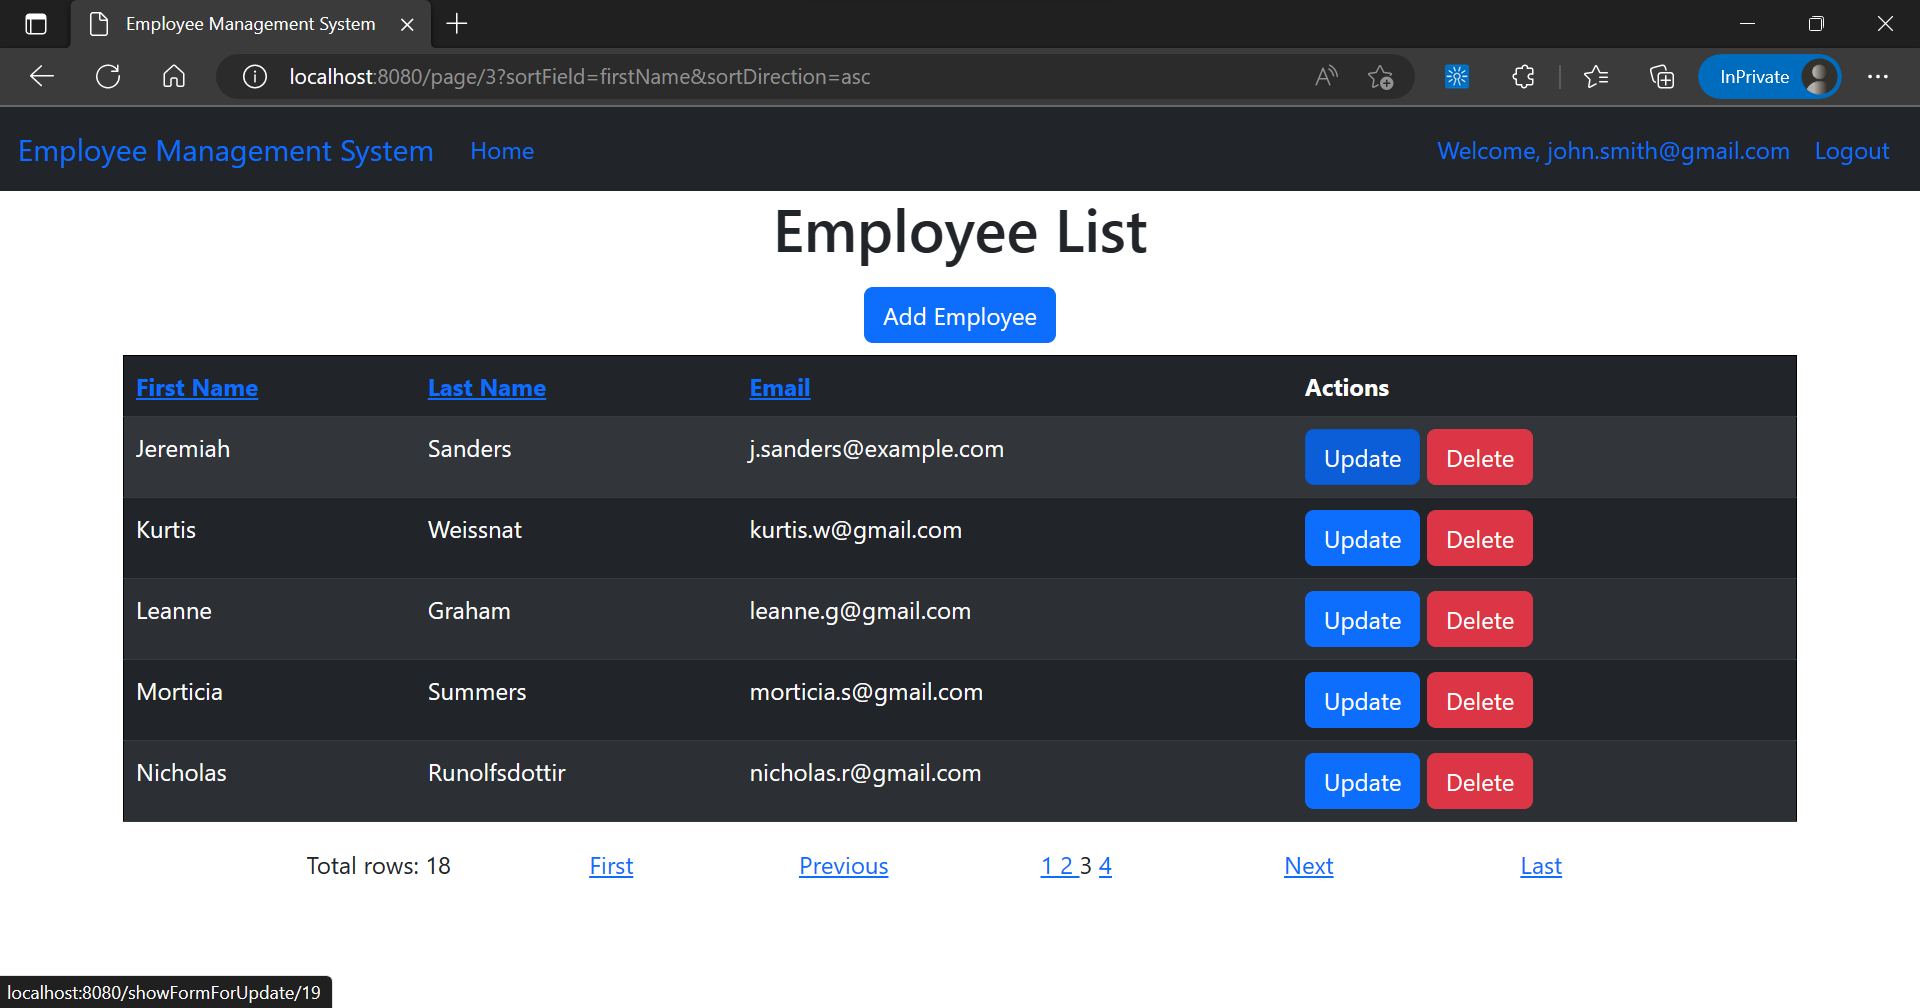 Employee Management System
localhost:8080/page/3?sortField=firstName&sortDirection=asc
InPrivate
Employee Management System Home Welcome, john.smith@gmail.com Logout
Employee List
Add Employee
First Name Last Name Email Actions
Jeremiah Sanders j.sanders@example.com Update Delete
Kurtis Weissnat kurtis.w@gmail.com Update Delete
Leanne Graham leanne.g@gmail.com Update Delete
Morticia Summers morticia.s@gmail.com Update Delete
Nicholas Runolfsdottir nicholas.r@gmail.com Update Delete
Total rows: 18 First Previous 1 2 3 4 Next Last
localhost:8080/showFormForUpdate/19